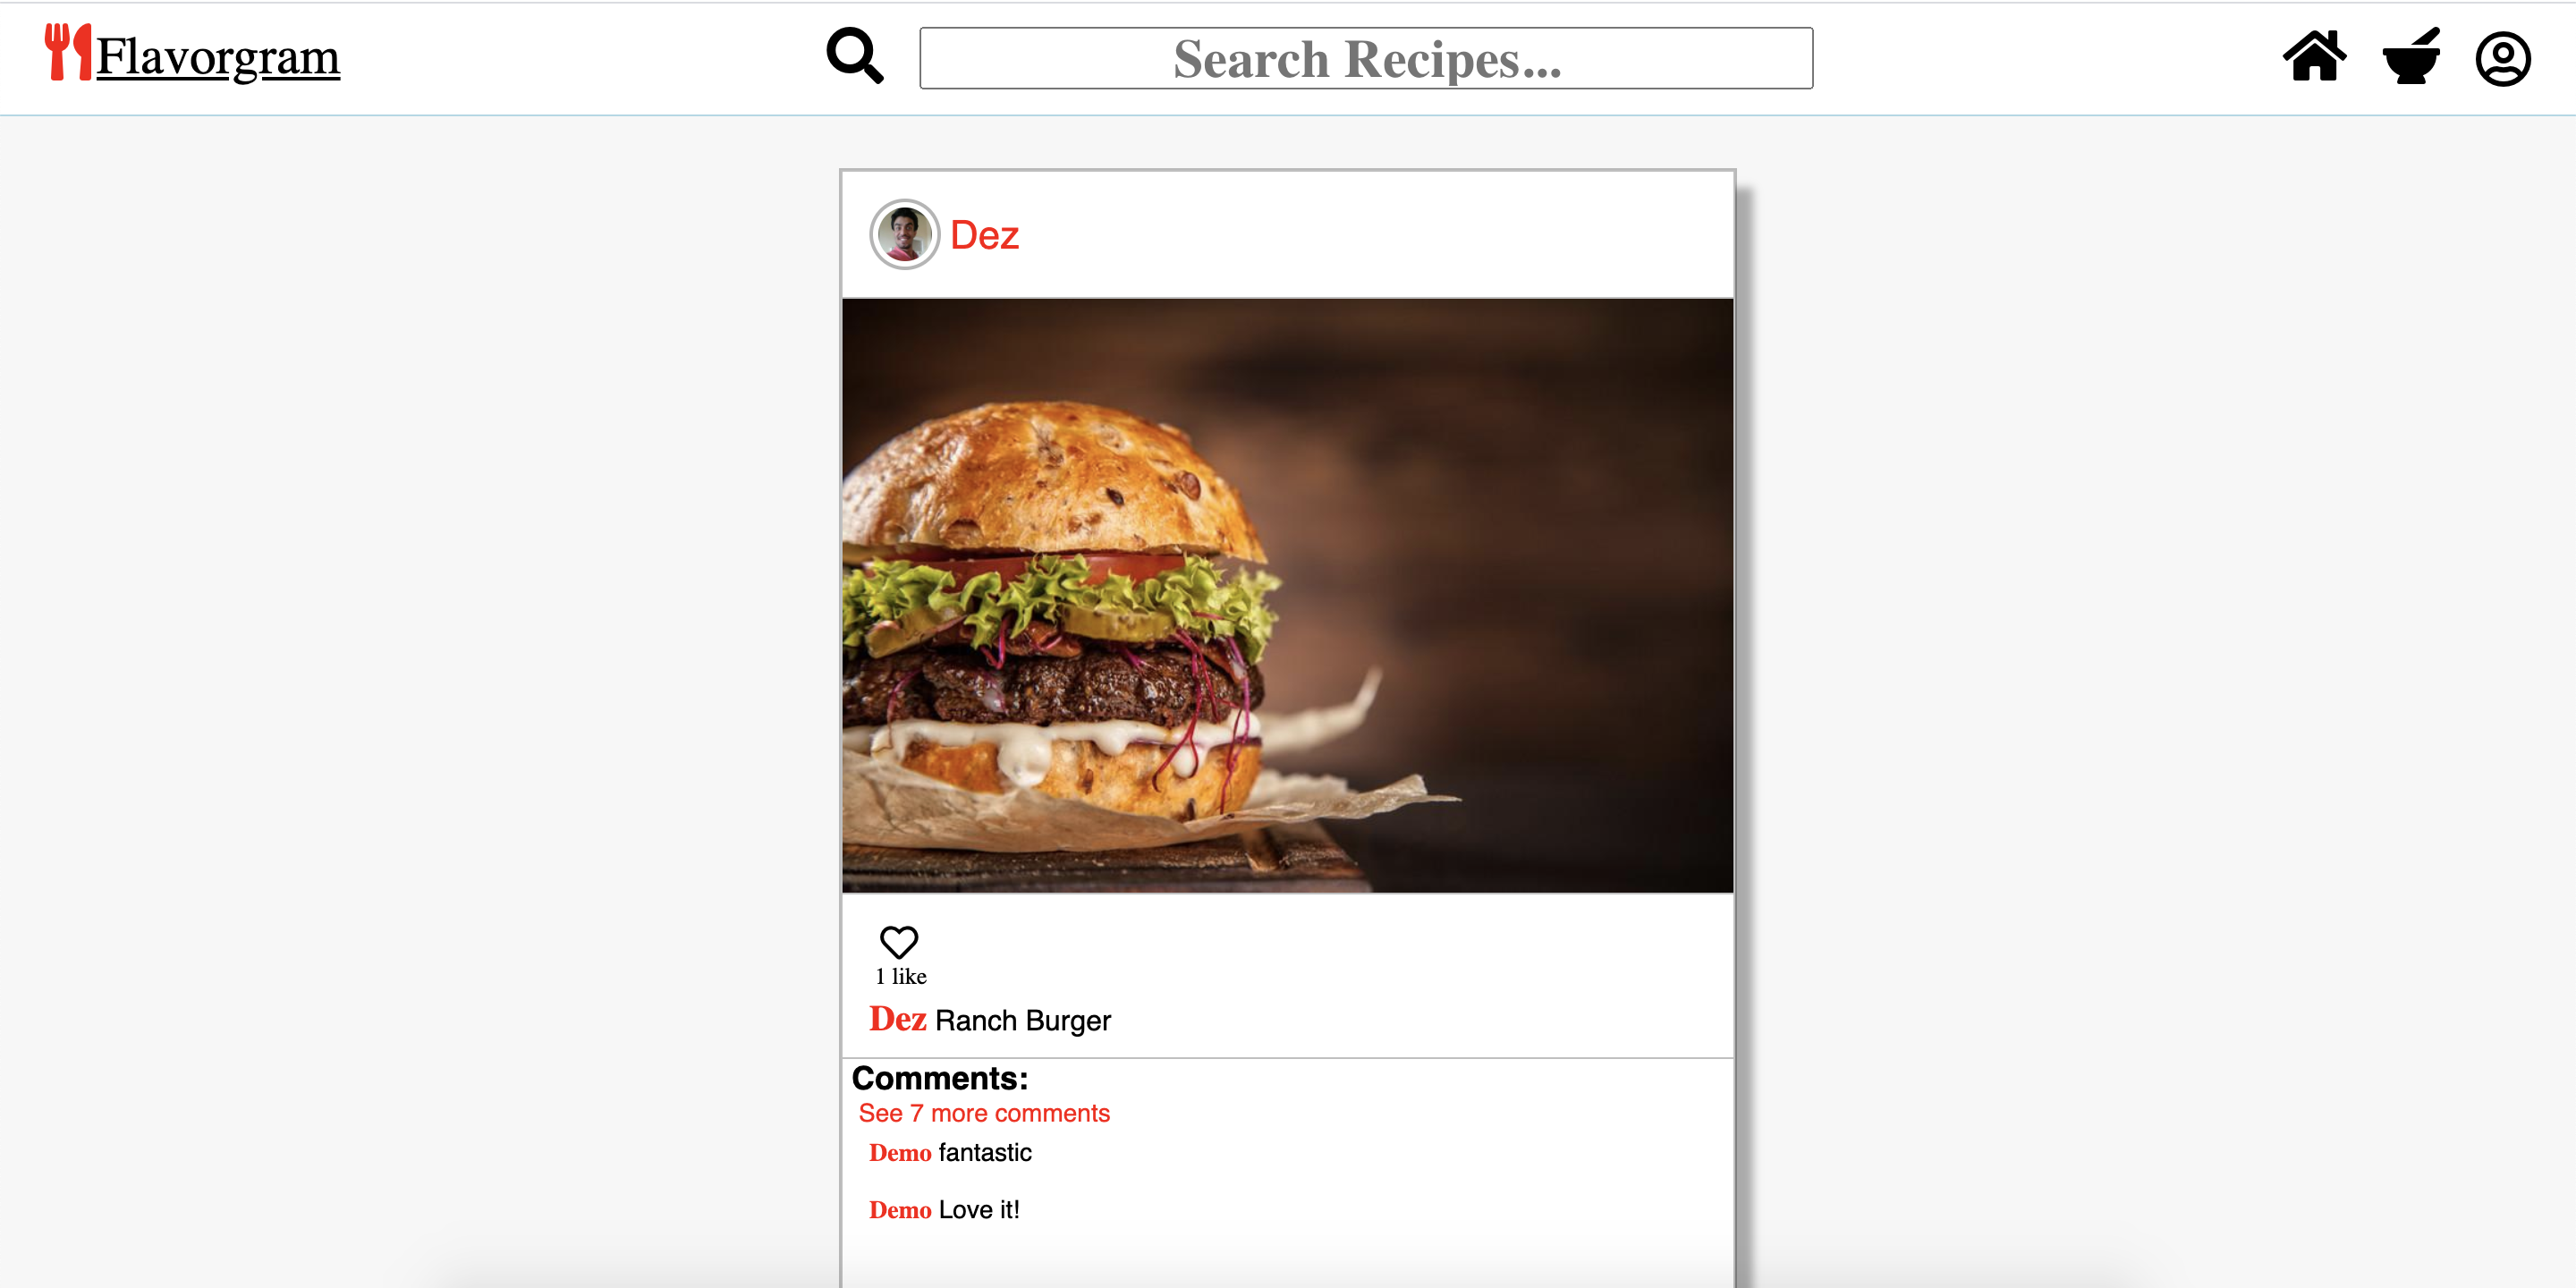 Flavorgram
Search Recipes...
Dez
1 like
Dez Ranch Burger
Comments:
See 7 more comments
Demo fantastic
Demo Love it!